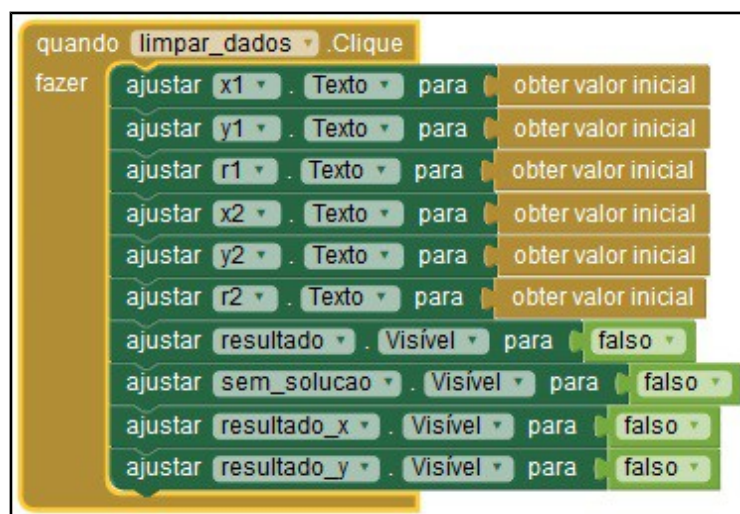 quando limpar_dados .Clique
fazer ajustar x1 . Texto para obter valor inicial
ajustar y1 . Texto para obter valor inicial
ajustar r1 . Texto para obter valor inicial
ajustar x2 . Texto para obter valor inicial
ajustar y2 . Texto para obter valor inicial
ajustar r2 . Texto para obter valor inicial
ajustar resultado . Visível para falso
ajustar sem_solucao . Visível para falso
ajustar resultado_x . Visível para falso
ajustar resultado_y . Visível para falso